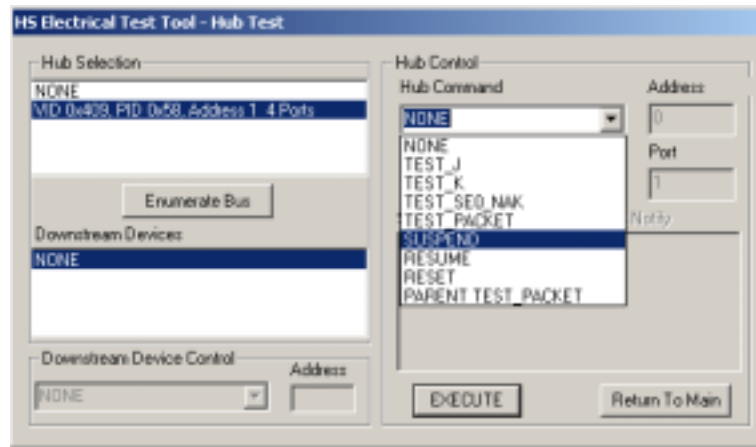 HS Electrical Test Tool - Hub Test
Hub Selection
NONE
VID 0x409, PID 0x58, Address 1 4 Ports
Enumerate Bus
Downstream Devices
NONE
Downstream Device Control
Address
NONE
Hub Control
Hub Command
Address
NONE
0
NONE
TEST_J
Port
TEST_K
1
TEST_SE0_NAK
TEST_PACKET
Notify
SUSPEND
RESUME
RESET
PARENT TEST_PACKET
EXECUTE
Return To Main